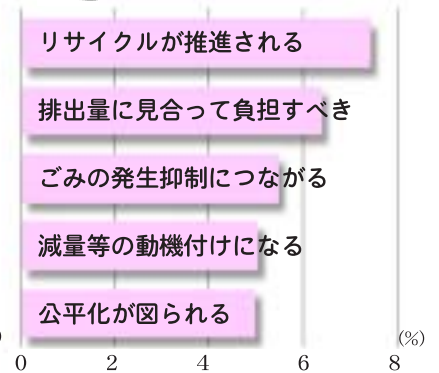 リサイクルが推進される
排出量に見合って負担すべき
ごみの発生抑制につながる
減量等の動機付けになる
公平化が図られる
0 2 4 6 8 (%)